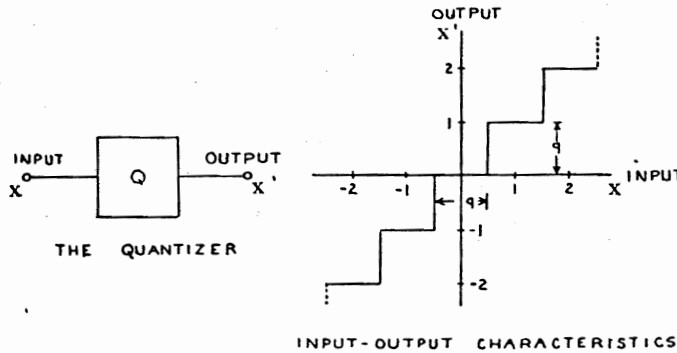 INPUT
X
Q
OUTPUT
X'
THE QUANTIZER
OUTPUT
X'
2
1
q
-2
-1
1
2
X
INPUT
q
-1
-2
INPUT-OUTPUT CHARACTERISTICS